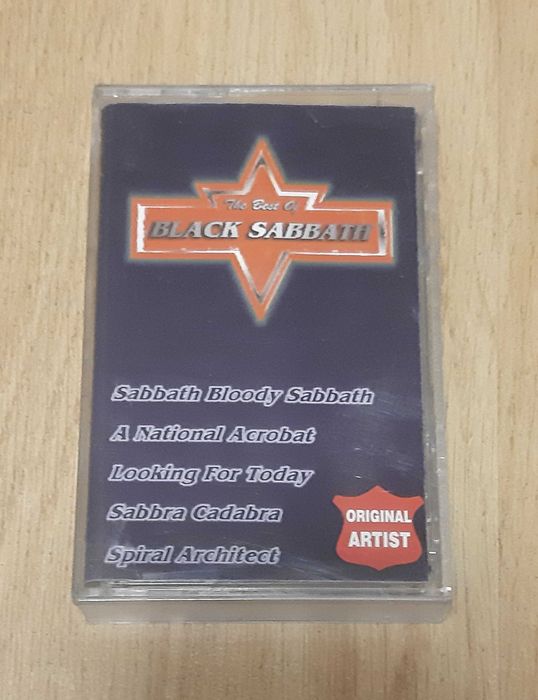 The Best Of
BLACK SABBATH
Sabbath Bloody Sabbath
A National Acrobat
Looking For Today
Sabbra Cadabra
Spiral Architect
ORIGINAL
ARTIST